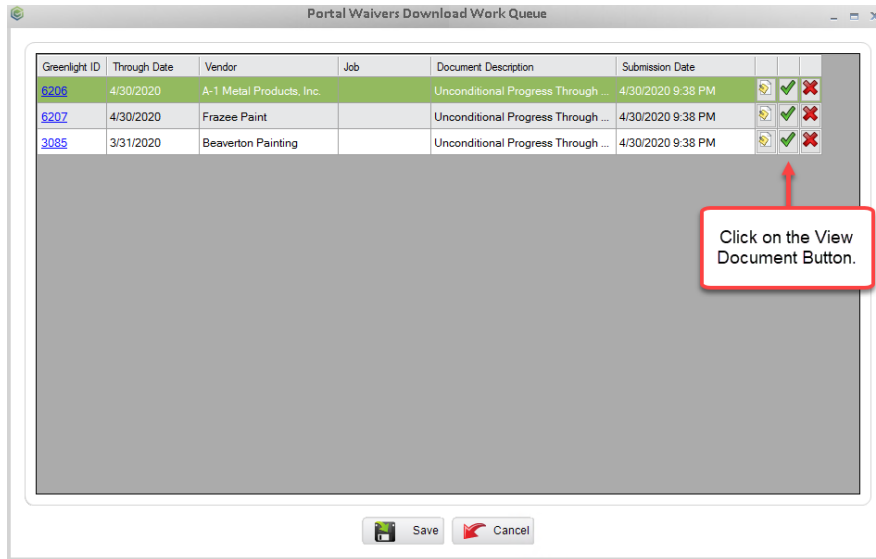 Portal Waivers Download Work Queue
Greenlight ID Through Date Vendor Job Document Description Submission Date
6206 4/30/2020 A-1 Metal Products, Inc. Unconditional Progress Through ... 4/30/2020 9:38 PM
6207 4/30/2020 Frazee Paint Unconditional Progress Through ... 4/30/2020 9:38 PM
3085 3/31/2020 Beaverton Painting Unconditional Progress Through ... 4/30/2020 9:38 PM
Click on the View
Document Button.
Save Cancel